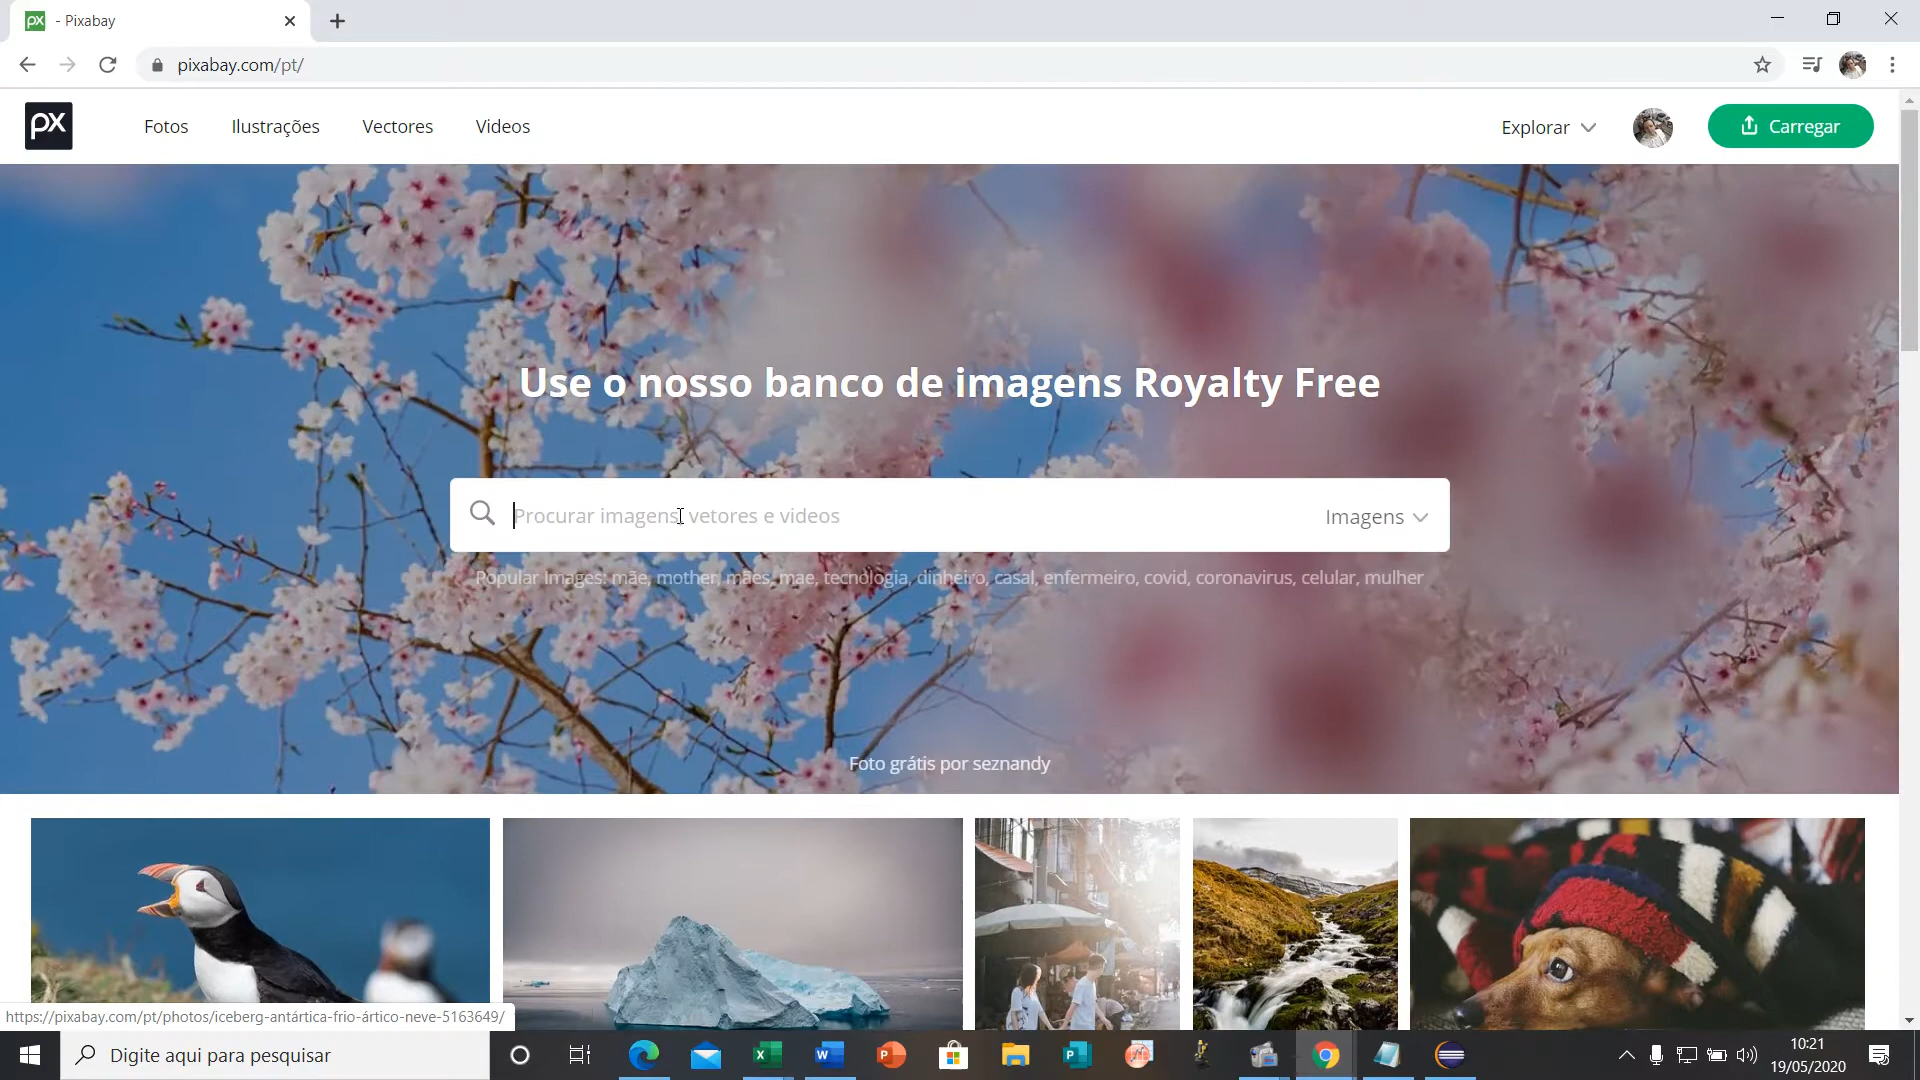 px - Pixabay
pixabay.com/pt/
px
Fotos
Ilustrações
Vectores
Videos
Explorar
Carregar
Use o nosso banco de imagens Royalty Free
Procurar imagens, vetores e videos
Imagens
Popular Images: mãe, mother, mães, mae, tecnologia, dinheiro, casal, enfermeiro, covid, coronavirus, celular, mulher
Foto grátis por seznandy
https://pixabay.com/pt/photos/iceberg-antártica-frio-ártico-neve-5163649/
Digite aqui para pesquisar
10:21
19/05/2020